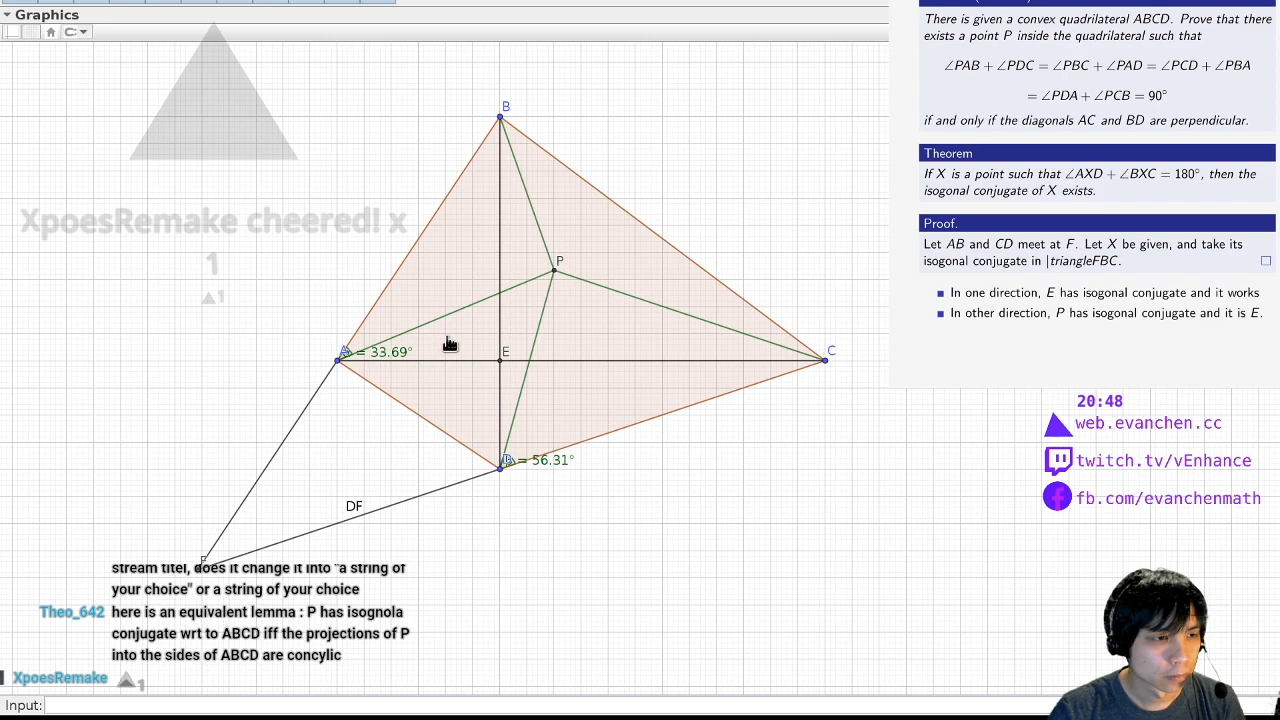 Graphics
There is given a convex quadrilateral ABCD. Prove that there
exists a point P inside the quadrilateral such that
∠PAB + ∠PDC = ∠PBC + ∠PAD = ∠PCD + ∠PBA
= ∠PDA + ∠PCB = 90°
if and only if the diagonals AC and BD are perpendicular.
Theorem
If X is a point such that ∠AXD + ∠BXC = 180°, then the
isogonal conjugate of X exists.
Proof.
Let AB and CD meet at F. Let X be given, and take its
isogonal conjugate in |triangleFBC.
In one direction, E has isogonal conjugate and it works
In other direction, P has isogonal conjugate and it is E.
B
XpoesRemake cheered! x
1
1
P
A
= 33.69°
E
C
= 56.31°
DF
F
20:48
web.evanchen.cc
twitch.tv/vEnhance
fb.com/evanchenmath
stream titel, does it change it into "a string of
your choice" or a string of your choice
Theo_642 here is an equivalent lemma : P has isognola
conjugate wrt to ABCD iff the projections of P
into the sides of ABCD are concylic
XpoesRemake 1
Input: